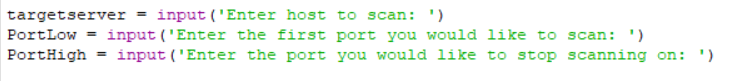 targetserver = input('Enter host to scan: ')
PortLow = input('Enter the first port you would like to scan: ')
PortHigh = input('Enter the port you would like to stop scanning on: ')